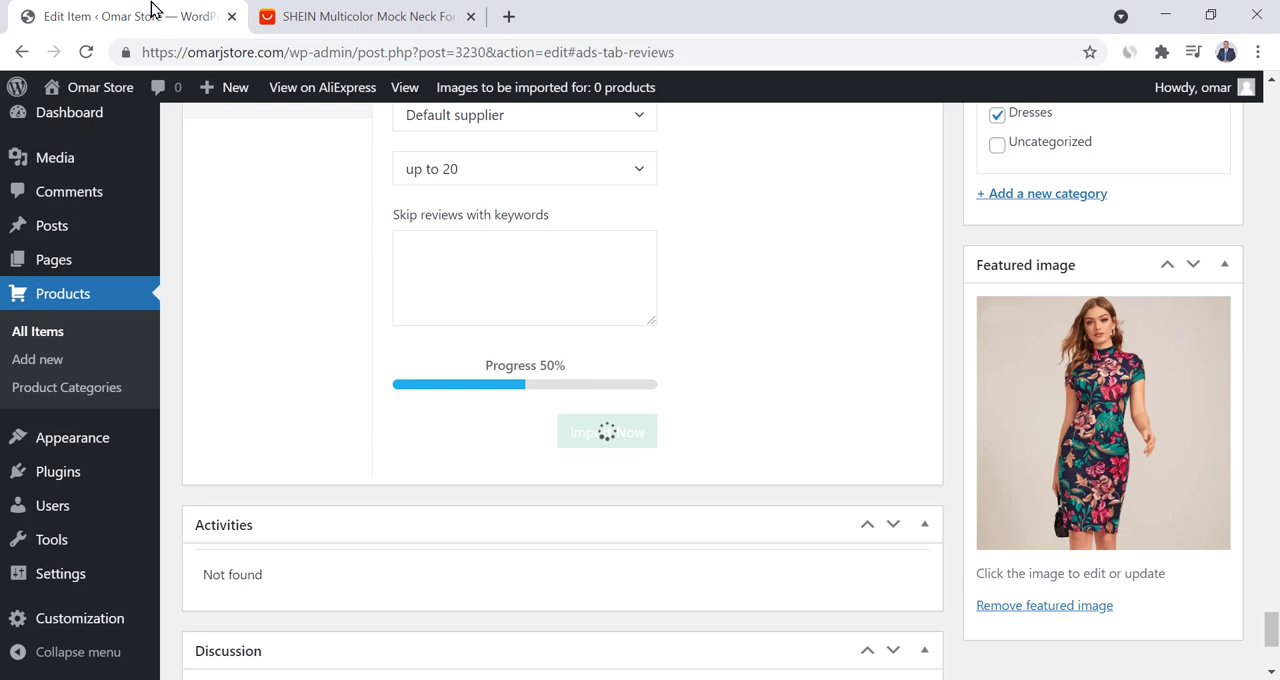 Edit Item ‹ Omar Store — WordP
SHEIN Multicolor Mock Neck For
https://omarjstore.com/wp-admin/post.php?post=3230&action=edit#ads-tab-reviews
Omar Store
0
New
View on AliExpress
View
Images to be imported for: 0 products
Howdy, omar
Dashboard
Media
Comments
Posts
Pages
Products
All Items
Add new
Product Categories
Appearance
Plugins
Users
Tools
Settings
Customization
Collapse menu
Default supplier
up to 20
Skip reviews with keywords
Progress 50%
Import Now
Activities
Not found
Discussion
Dresses
Uncategorized
+ Add a new category
Featured image
Click the image to edit or update
Remove featured image